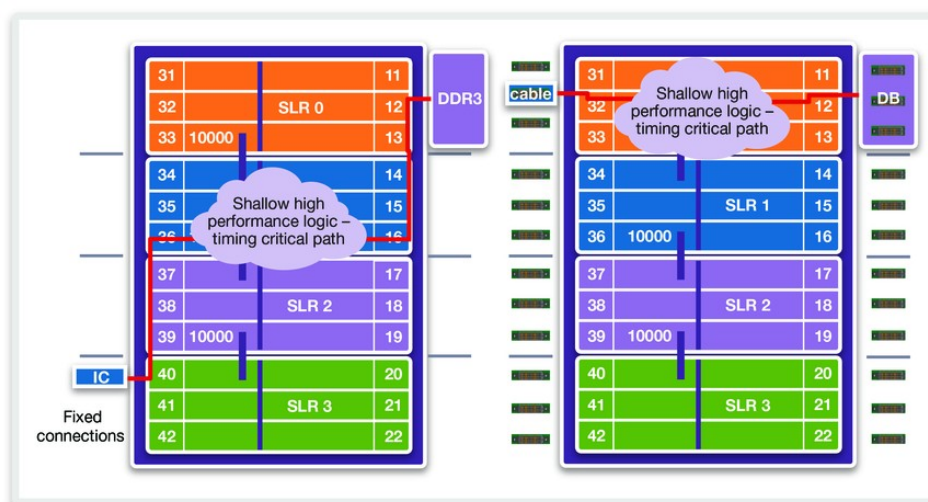 31 11
32 SLR 0 12
33 10000 13
34 14
35 15
36 16
Shallow high
performance logic –
timing critical path
37 17
38 SLR 2 18
39 10000 19
40 20
41 SLR 3 21
42 22
DDR3
IC
Fixed
connections
31 11
32 12
33 13
Shallow high
performance logic –
timing critical path
34 14
35 SLR 1 15
36 10000 16
37 17
38 SLR 2 18
39 10000 19
40 20
41 SLR 3 21
42 22
cable
DB